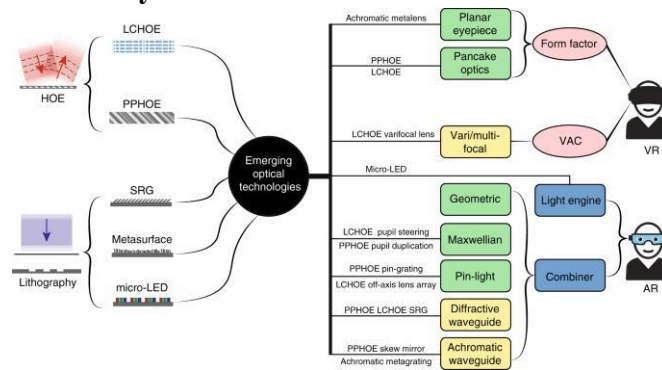 LCHOE
HOE
PPHOE
SRG
Metasurface
Lithography
micro-LED
Emerging
optical
technologies
Achromatic metalens
Planar
eyepiece
PPHOE
LCHOE
Pancake
optics
Form factor
VR
LCHOE varifocal lens
Vari/multi-
focal
VAC
Micro-LED
Geometric
Light engine
LCHOE pupil steering
PPHOE pupil duplication
Maxwellian
PPHOE pin-grating
LCHOE off-axis lens array
Pin-light
Combiner
AR
PPHOE LCHOE SRG
Diffractive
waveguide
PPHOE skew mirror
Achromatic metagrating
Achromatic
waveguide